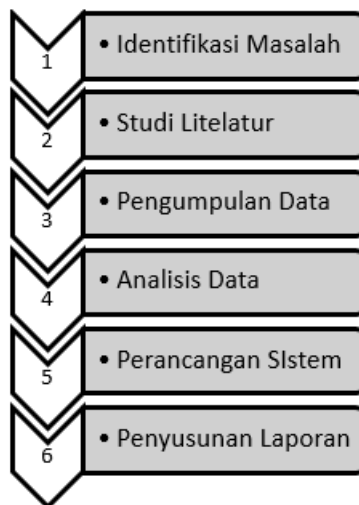 1 • Identifikasi Masalah
2 • Studi Litelatur
3 • Pengumpulan Data
4 • Analisis Data
5 • Perancangan SIstem
6 • Penyusunan Laporan